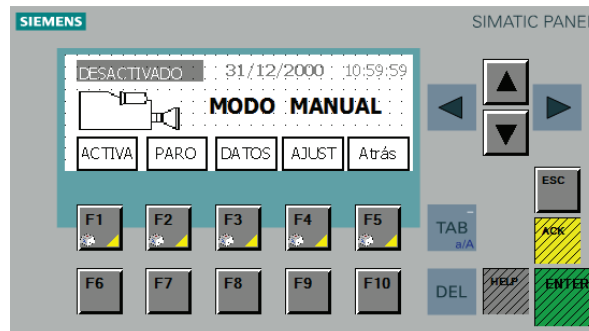 SIEMENS SIMATIC PANE
DESACTIVADO 31/12/2000 10:59:59
MODO MANUAL
ACTIVA PARO DATOS AJUST Atrás
ESC
F1 F2 F3 F4 F5 TAB ACK
a/A
F6 F7 F8 F9 F10 DEL HELP ENTER